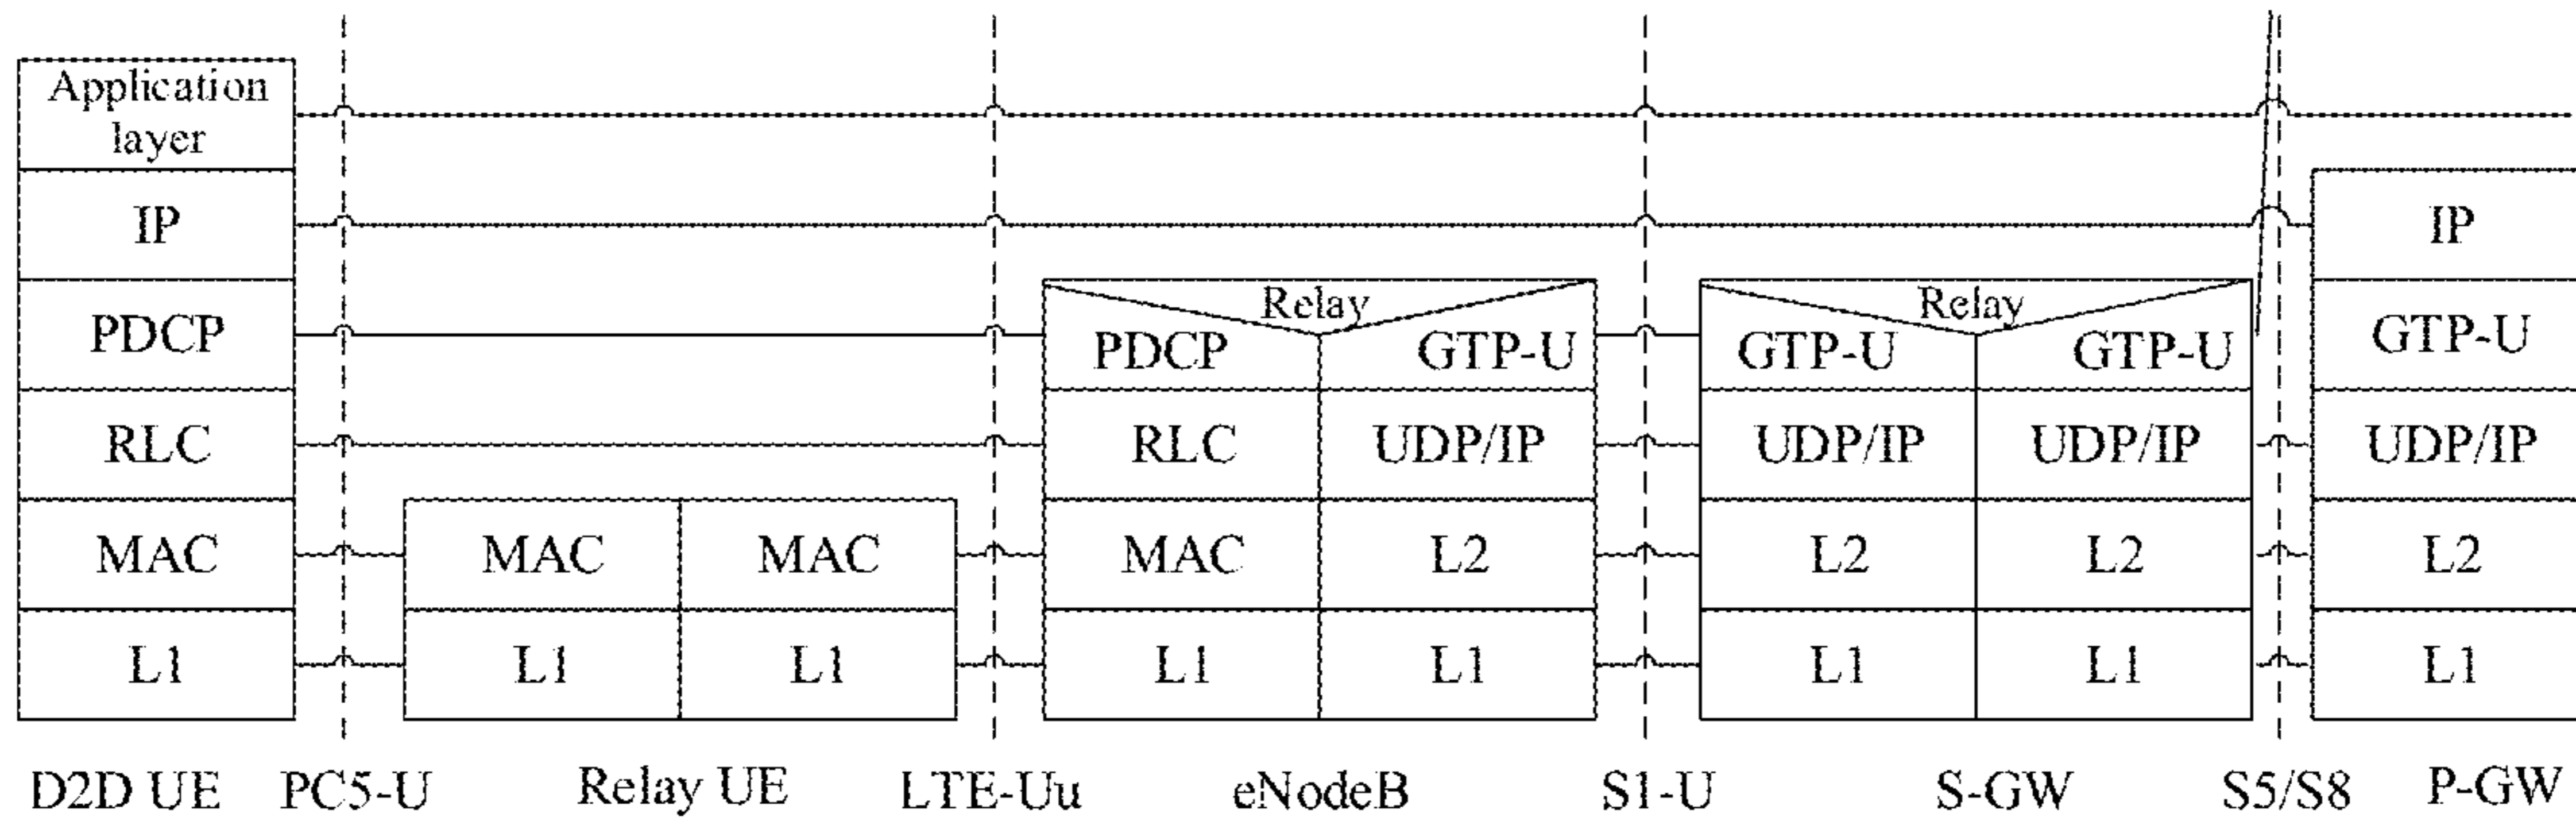 Application
layer
IP
IP
Relay
Relay
PDCP
PDCP
GTP-U
GTP-U
GTP-U
GTP-U
RLC
RLC
UDP/IP
UDP/IP
UDP/IP
UDP/IP
MAC
MAC
MAC
MAC
L2
L2
L2
L2
L1
L1
L1
L1
L1
L1
L1
L1
D2D UE
PC5-U
Relay UE
LTE-Uu
eNodeB
S1-U
S-GW
S5/S8
P-GW